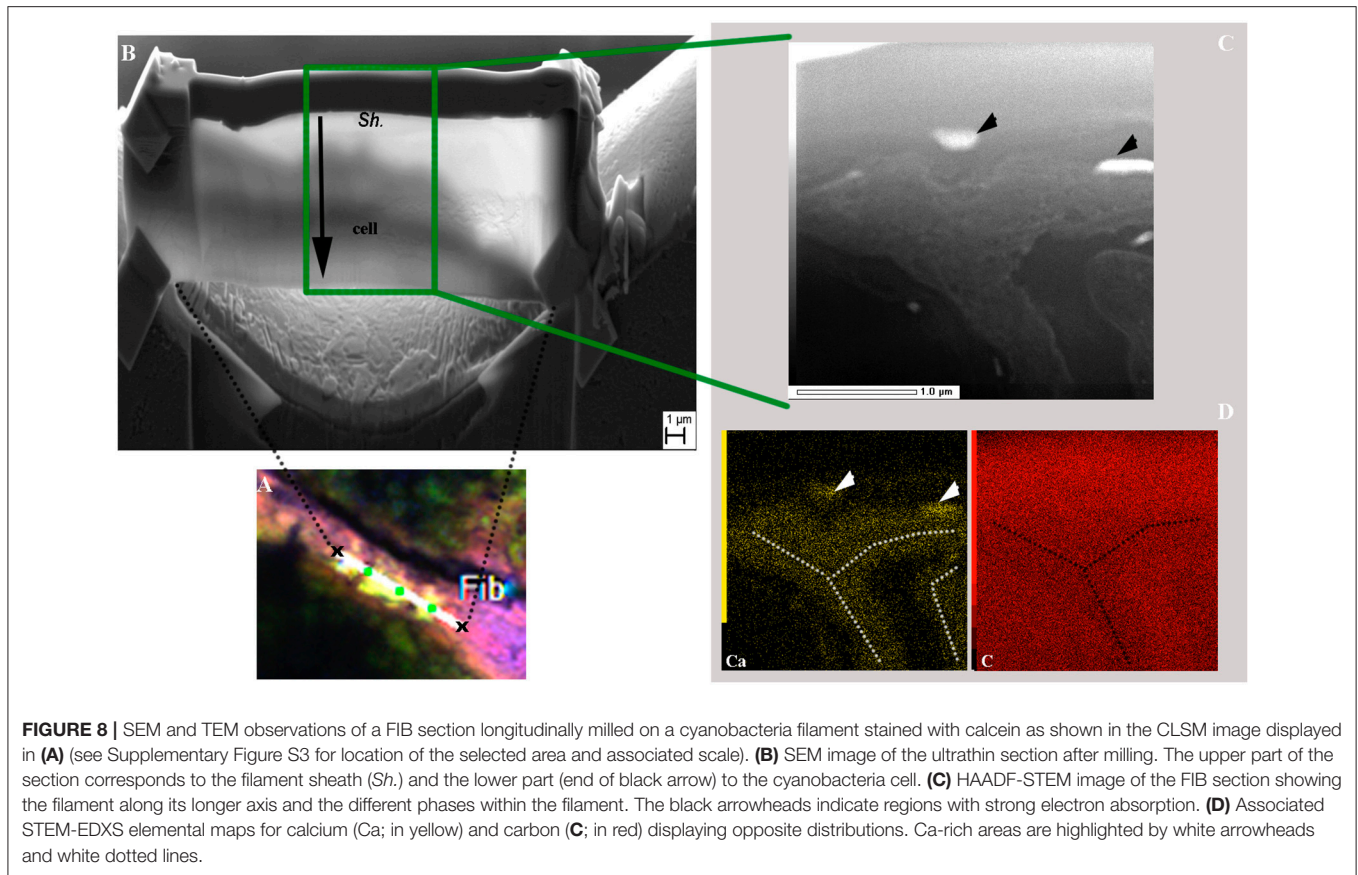 B
Sh.
cell
1 µm
C
1.0 µm
D
Ca
C
A
Fib
FIGURE 8 | SEM and TEM observations of a FIB section longitudinally milled on a cyanobacteria filament stained with calcein as shown in the CLSM image displayed
in (A) (see Supplementary Figure S3 for location of the selected area and associated scale). (B) SEM image of the ultrathin section after milling. The upper part of the
section corresponds to the filament sheath (Sh.) and the lower part (end of black arrow) to the cyanobacteria cell. (C) HAADF-STEM image of the FIB section showing
the filament along its longer axis and the different phases within the filament. The black arrowheads indicate regions with strong electron absorption. (D) Associated
STEM-EDXS elemental maps for calcium (Ca; in yellow) and carbon (C; in red) displaying opposite distributions. Ca-rich areas are highlighted by white arrowheads
and white dotted lines.